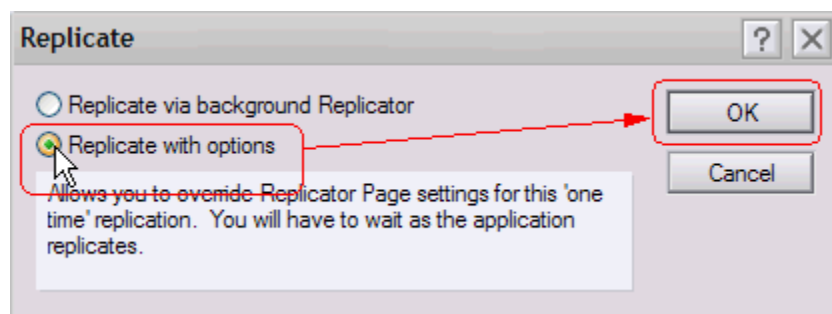 Replicate
Replicate via background Replicator
Replicate with options
Allows you to override Replicator Page settings for this 'one
time' replication.  You will have to wait as the application
replicates.
OK
Cancel